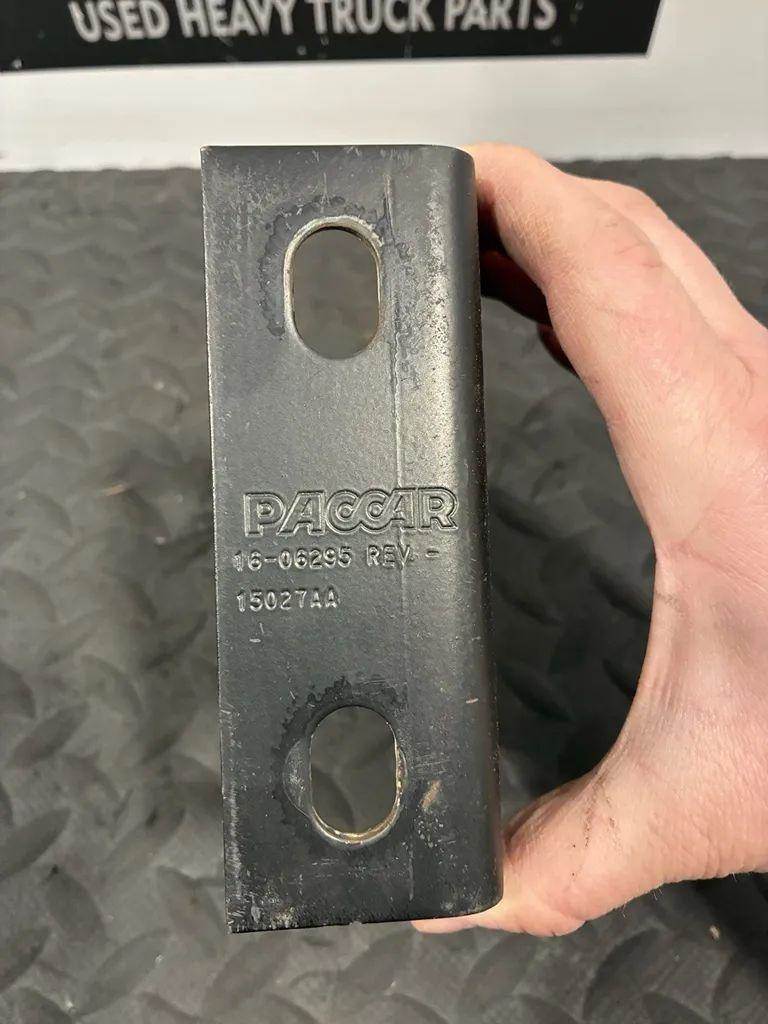 USED HEAVY TRUCK PARTS
PACCAR
16-06295 REV. -
15027AA
-